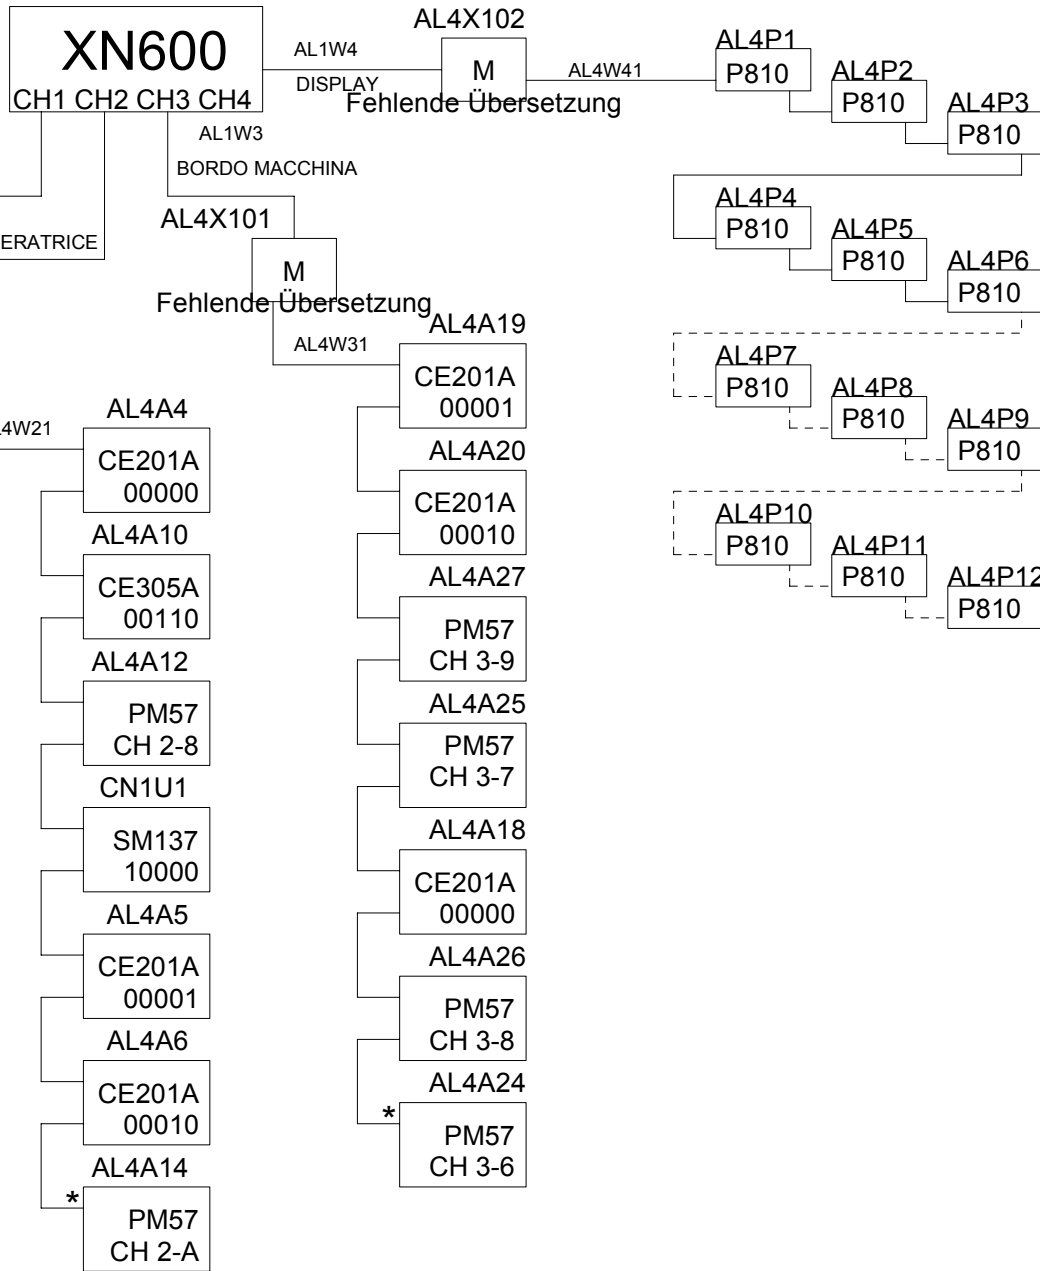 XN600
CH1 CH2 CH3 CH4
AL1W4
DISPLAY
AL4X102
M
Fehlende Übersetzung
AL4W41
AL4P1
P810
AL4P2
P810
AL4P3
P810
AL1W3
BORDO MACCHINA
AL4X101
M
Fehlende Übersetzung
ERATRICE
AL4P4
P810
AL4P5
P810
AL4P6
P810
AL4P7
P810
AL4P8
P810
AL4P9
P810
AL4P10
P810
AL4P11
P810
AL4P12
P810
AL4W31
4W21
AL4A4
CE201A
00000
AL4A10
CE305A
00110
AL4A12
PM57
CH 2-8
CN1U1
SM137
10000
AL4A5
CE201A
00001
AL4A6
CE201A
00010
AL4A14
*
PM57
CH 2-A
AL4A19
CE201A
00001
AL4A20
CE201A
00010
AL4A27
PM57
CH 3-9
AL4A25
PM57
CH 3-7
AL4A18
CE201A
00000
AL4A26
PM57
CH 3-8
AL4A24
*
PM57
CH 3-6